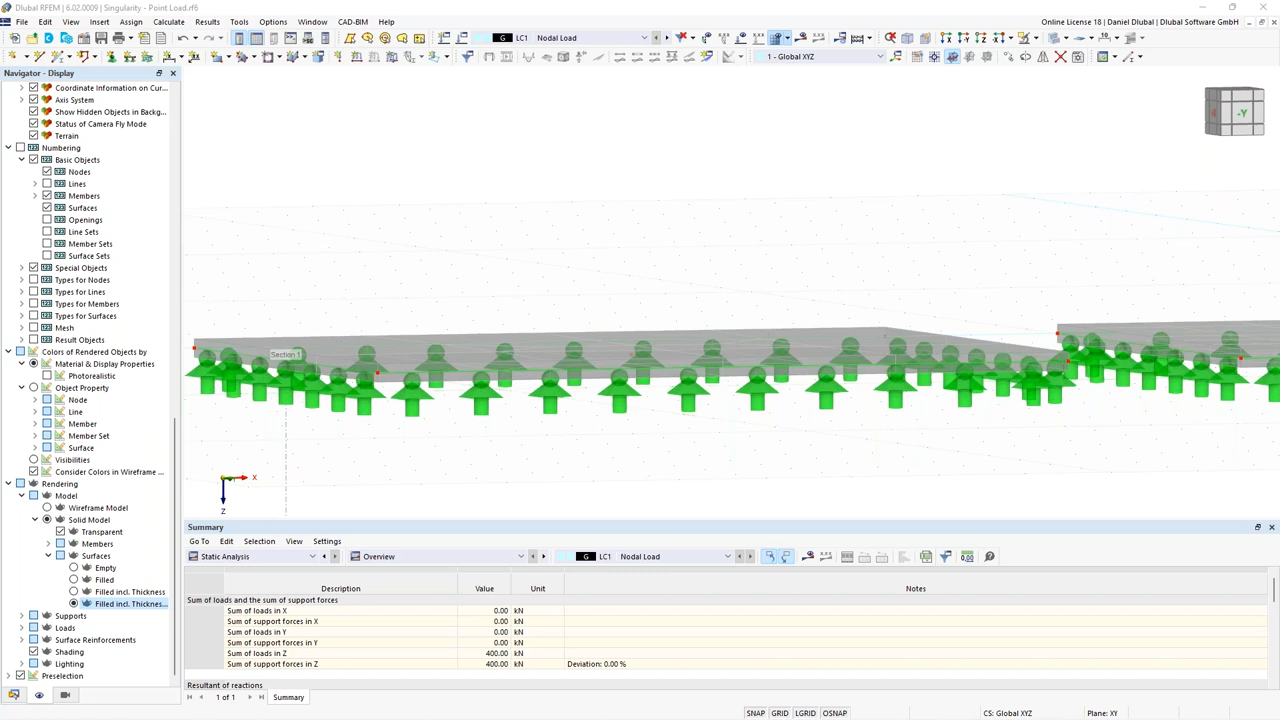 Dlubal RFEM | 6.02.0009 | Singularity - Point Load.rf6
File Edit View Insert Assign Calculate Results Tools Options Window CAD-BIM Help
Online License 18 | Daniel Dlubal | Dlubal Software GmbH
G LC1 Nodal Load
1 - Global XYZ
Navigator - Display
Coordinate Information on Cur...
Axis System
Show Hidden Objects in Backg...
Status of Camera Fly Mode
Terrain
Numbering
Basic Objects
Nodes
Lines
Members
Surfaces
Openings
Line Sets
Member Sets
Surface Sets
Special Objects
Types for Nodes
Types for Lines
Types for Members
Types for Surfaces
Mesh
Result Objects
Colors of Rendered Objects by
Material & Display Properties
Photorealistic
Object Property
Node
Line
Member
Member Set
Surface
Visibilities
Consider Colors in Wireframe ...
Rendering
Model
Wireframe Model
Solid Model
Transparent
Members
Surfaces
Empty
Filled
Filled incl. Thickness
Filled incl. Thicknes...
Supports
Loads
Surface Reinforcements
Shading
Lighting
Preselection
-Y
Section 1
X
Z
Summary
Go To Edit Selection View Settings
Static Analysis Overview G LC1 Nodal Load
Description Value Unit Notes
Sum of loads and the sum of support forces
Sum of loads in X 0.00 kN
Sum of support forces in X 0.00 kN
Sum of loads in Y 0.00 kN
Sum of support forces in Y 0.00 kN
Sum of loads in Z 400.00 kN
Sum of support forces in Z 400.00 kN Deviation: 0.00 %
Resultant of reactions
1 of 1 Summary
SNAP GRID LGRID OSNAP CS: Global XYZ Plane: XY